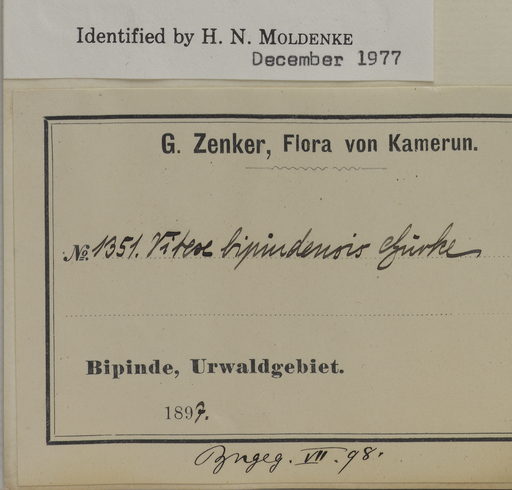 Identified by H. N. MOLDENKE
December 1977
G. Zenker, Flora von Kamerun.
No. 1351. Vitex bipindensis Gürke
Bipinde, Urwaldgebiet.
1897.
Zugeg. VII. 98.